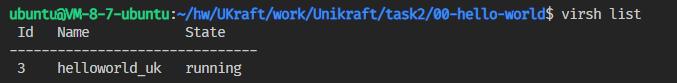 ubuntu@VM-8-7-ubuntu:~/hw/UKraft/work/Unikraft/task2/00-hello-world$ virsh list
 Id   Name            State
-------------------------------
 3    helloworld_uk   running